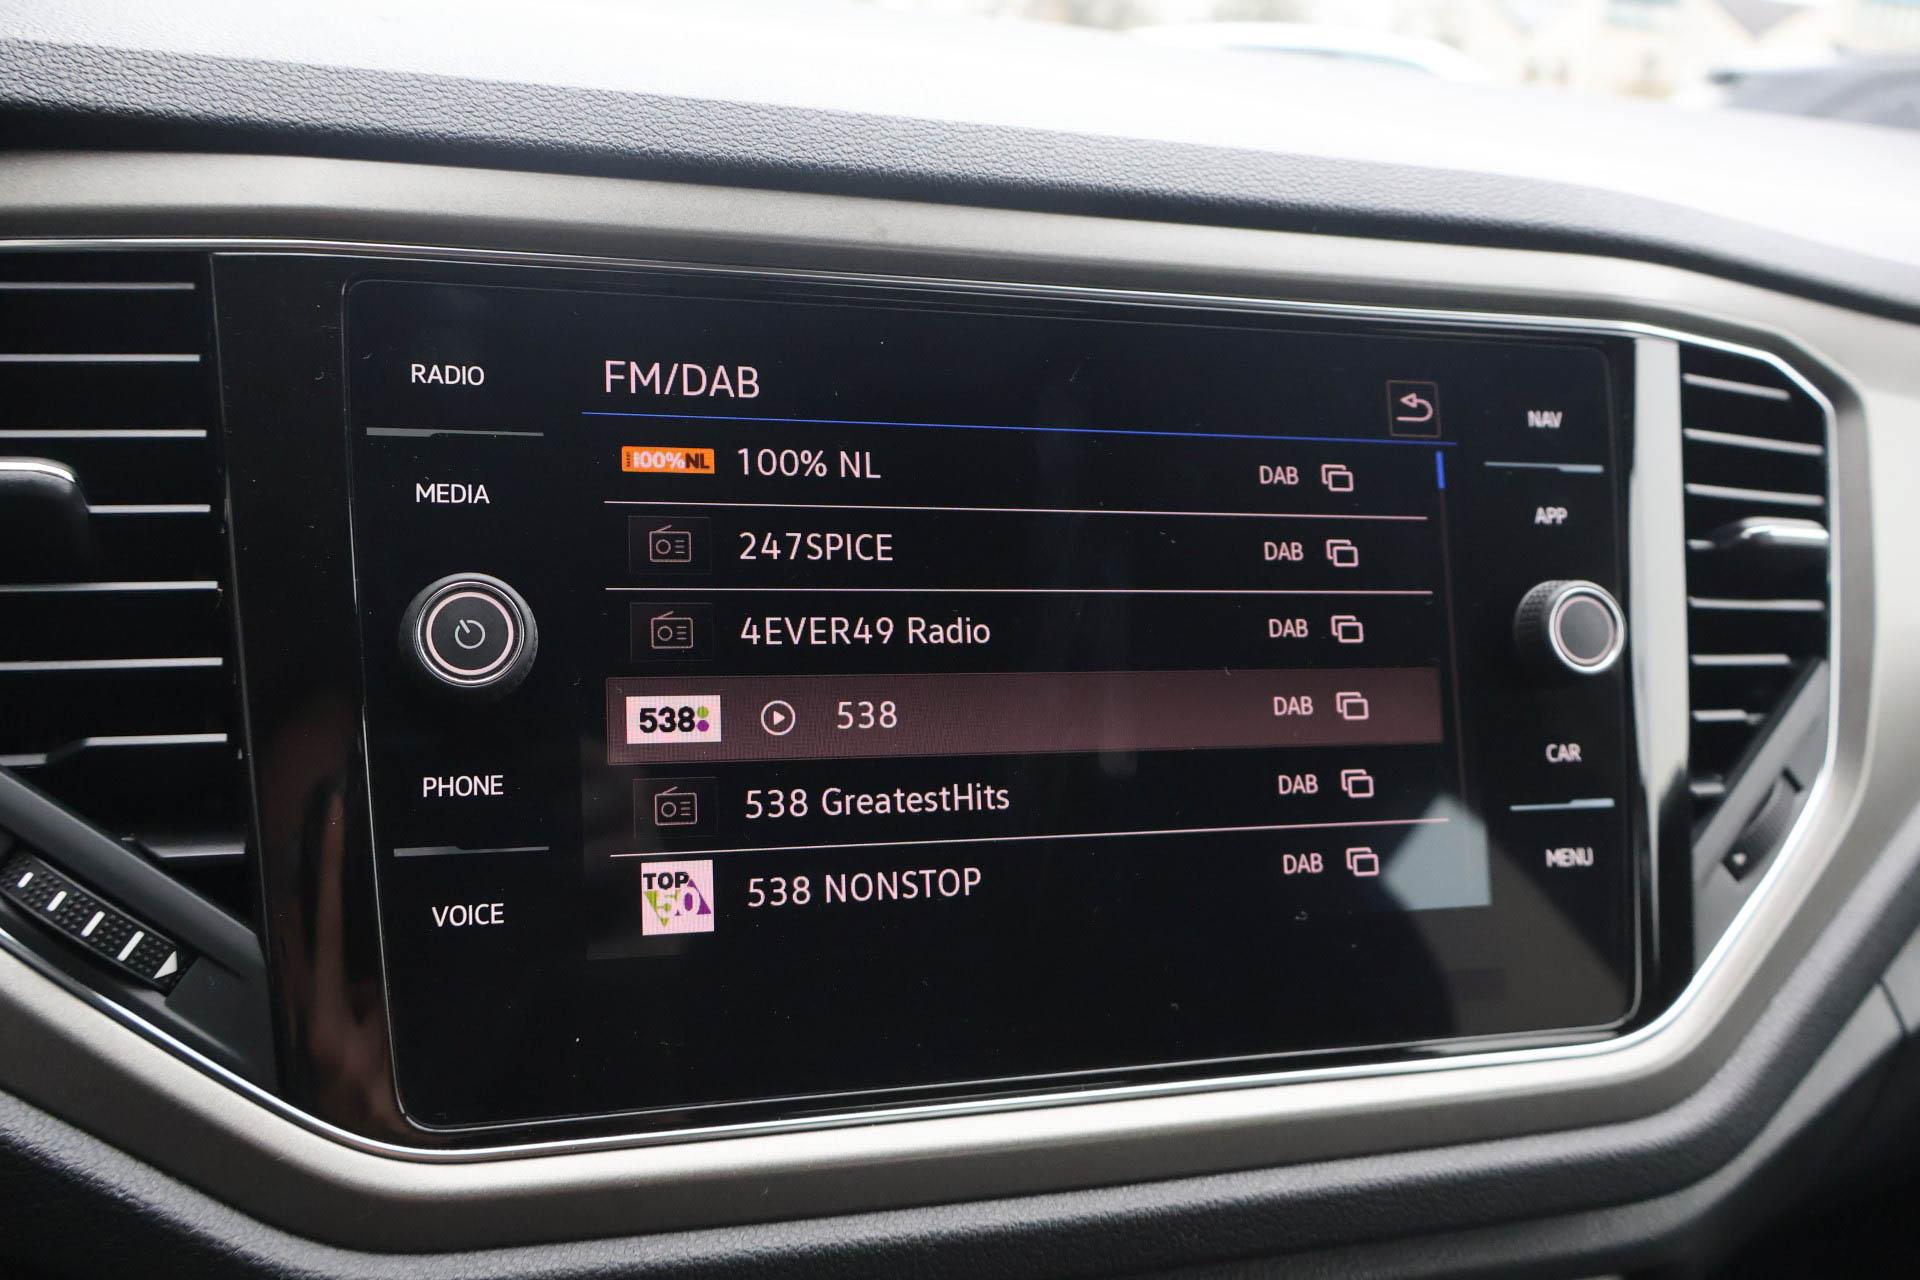 RADIO
MEDIA
PHONE
VOICE
FM/DAB
100%NL 100% NL DAB
247SPICE DAB
4EVER49 Radio DAB
538 538 DAB
538 GreatestHits DAB
TOP 50 538 NONSTOP DAB
NAV
APP
CAR
MENU